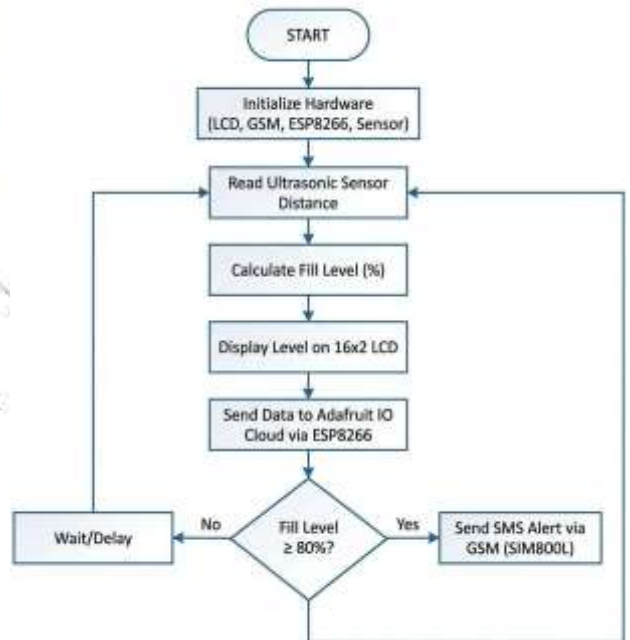 START
Initialize Hardware
(LCD, GSM, ESP8266, Sensor)
Read Ultrasonic Sensor
Distance
Calculate Fill Level (%)
Display Level on 16x2 LCD
Send Data to Adafruit IO
Cloud via ESP8266
Wait/Delay
No
Fill Level
≥ 80%?
Yes
Send SMS Alert via
GSM (SIM800L)